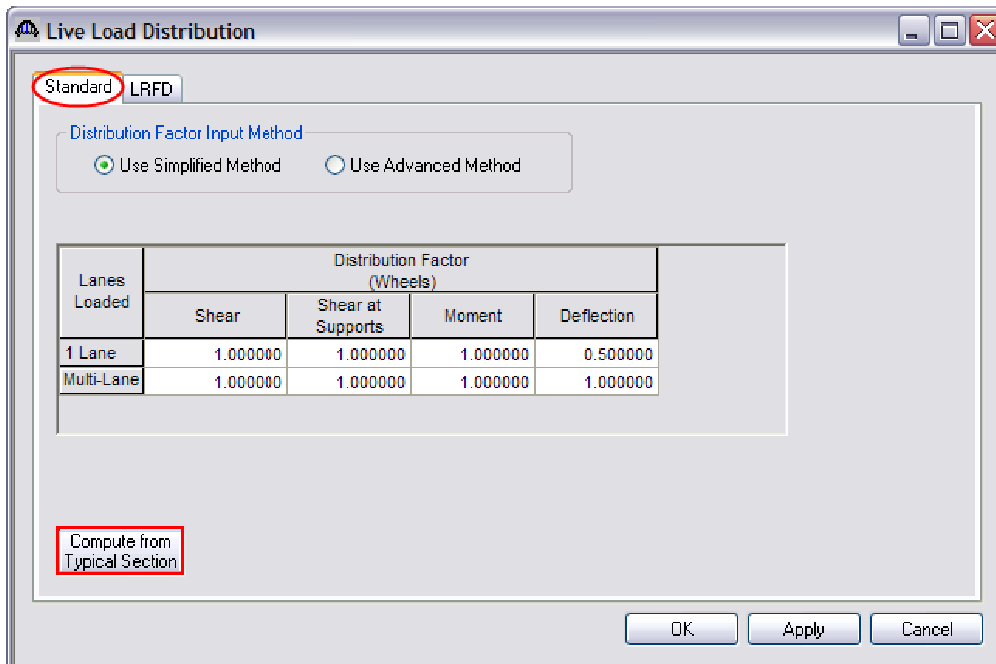 Live Load Distribution
Standard LRFD
Distribution Factor Input Method
Use Simplified Method Use Advanced Method
Lanes
Loaded
Distribution Factor
(Wheels)
Shear
Shear at
Supports
Moment
Deflection
1 Lane 1.000000 1.000000 1.000000 0.500000
Multi-Lane 1.000000 1.000000 1.000000 1.000000
Compute from
Typical Section
OK Apply Cancel